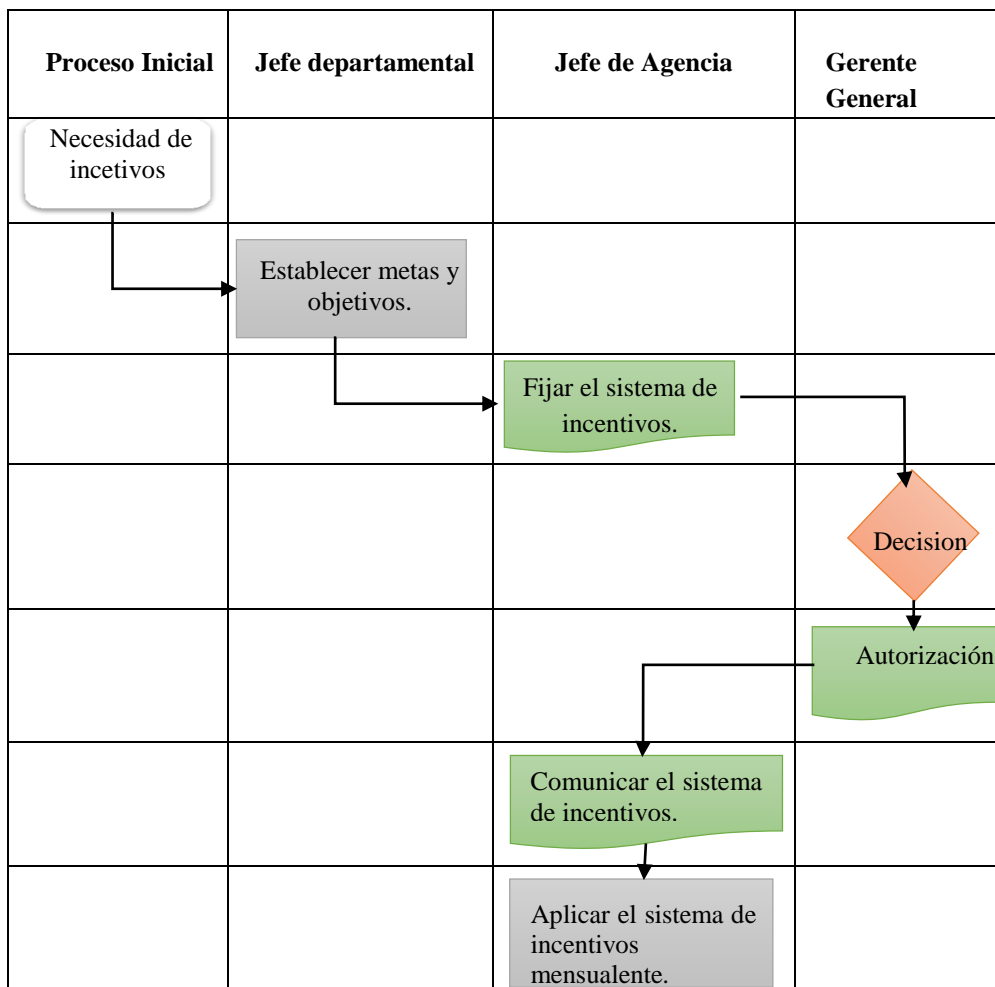 Proceso Inicial
Jefe departamental
Jefe de Agencia
Gerente
General
Necesidad de
incetivos
Establecer metas y
objetivos.
Fijar el sistema de
incentivos.
Decision
Autorización
Comunicar el sistema
de incentivos.
Aplicar el sistema de
incentivos
mensualente.